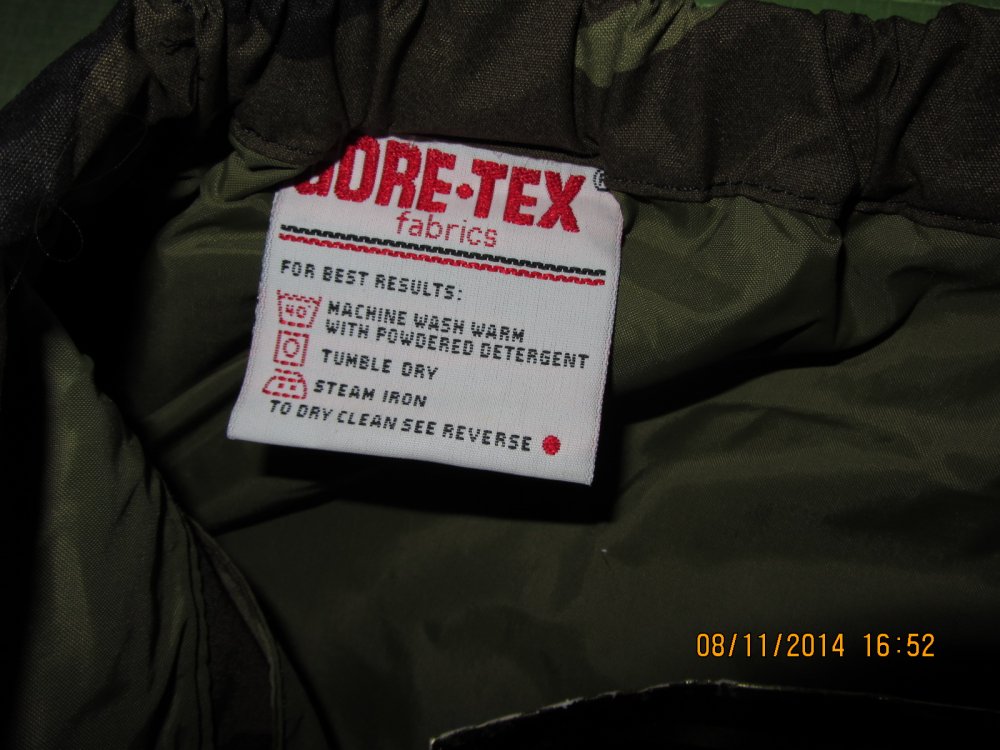 GORE-TEX®
fabrics
FOR BEST RESULTS:
40
MACHINE WASH WARM
WITH POWDERED DETERGENT
TUMBLE DRY
STEAM IRON
TO DRY CLEAN SEE REVERSE
08/11/2014 16:52